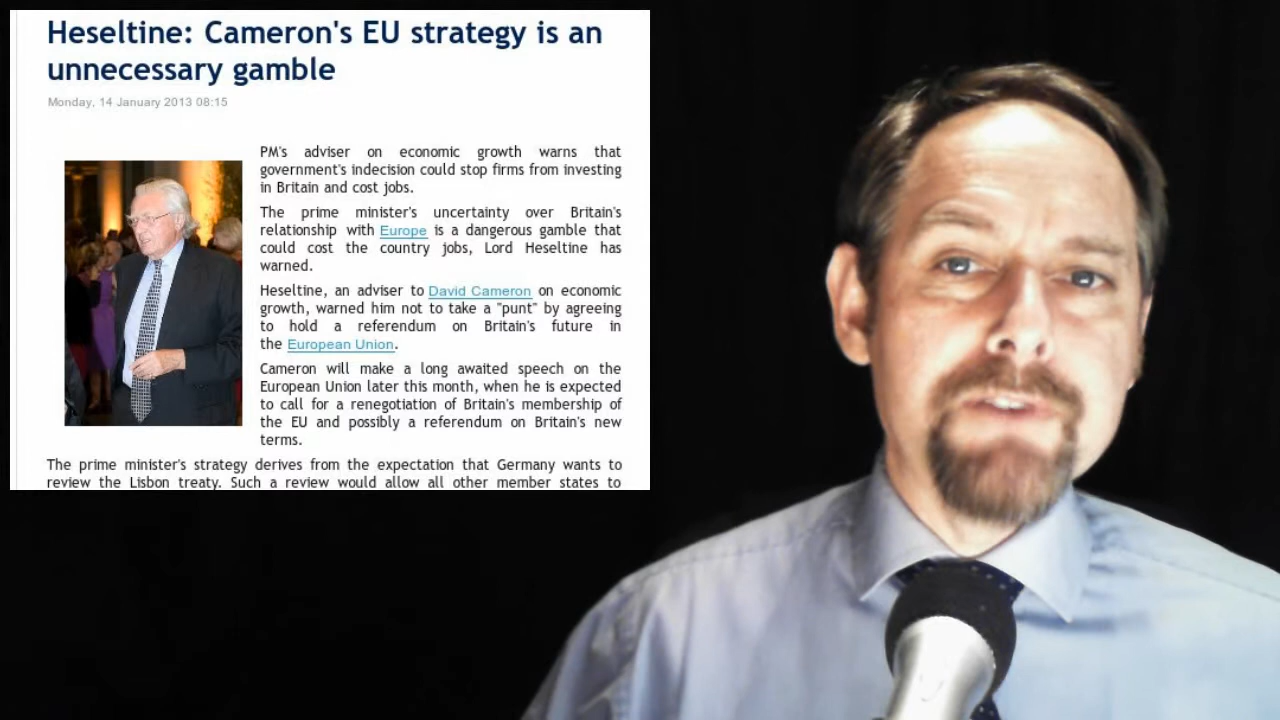 Heseltine: Cameron's EU strategy is an
unnecessary gamble
Monday, 14 January 2013 08:15
PM's adviser on economic growth warns that
government's indecision could stop firms from investing
in Britain and cost jobs.
The prime minister's uncertainty over Britain's
relationship with Europe is a dangerous gamble that
could cost the country jobs, Lord Heseltine has
warned.
Heseltine, an adviser to David Cameron on economic
growth, warned him not to take a "punt" by agreeing
to hold a referendum on Britain's future in
the European Union.
Cameron will make a long awaited speech on the
European Union later this month, when he is expected
to call for a renegotiation of Britain's membership of
the EU and possibly a referendum on Britain's new
terms.
The prime minister's strategy derives from the expectation that Germany wants to
review the Lisbon treaty. Such a review would allow all other member states to